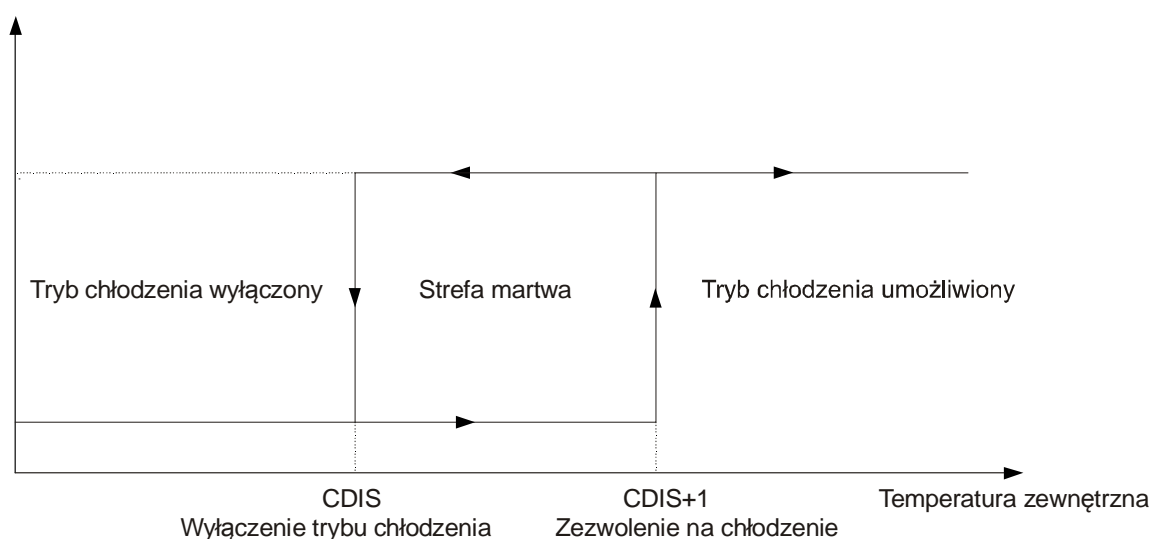 Tryb chłodzenia wyłączony
Strefa martwa
Tryb chłodzenia umożliwiony
CDIS
Wyłączenie trybu chłodzenia
CDIS+1
Zezwolenie na chłodzenie
Temperatura zewnętrzna